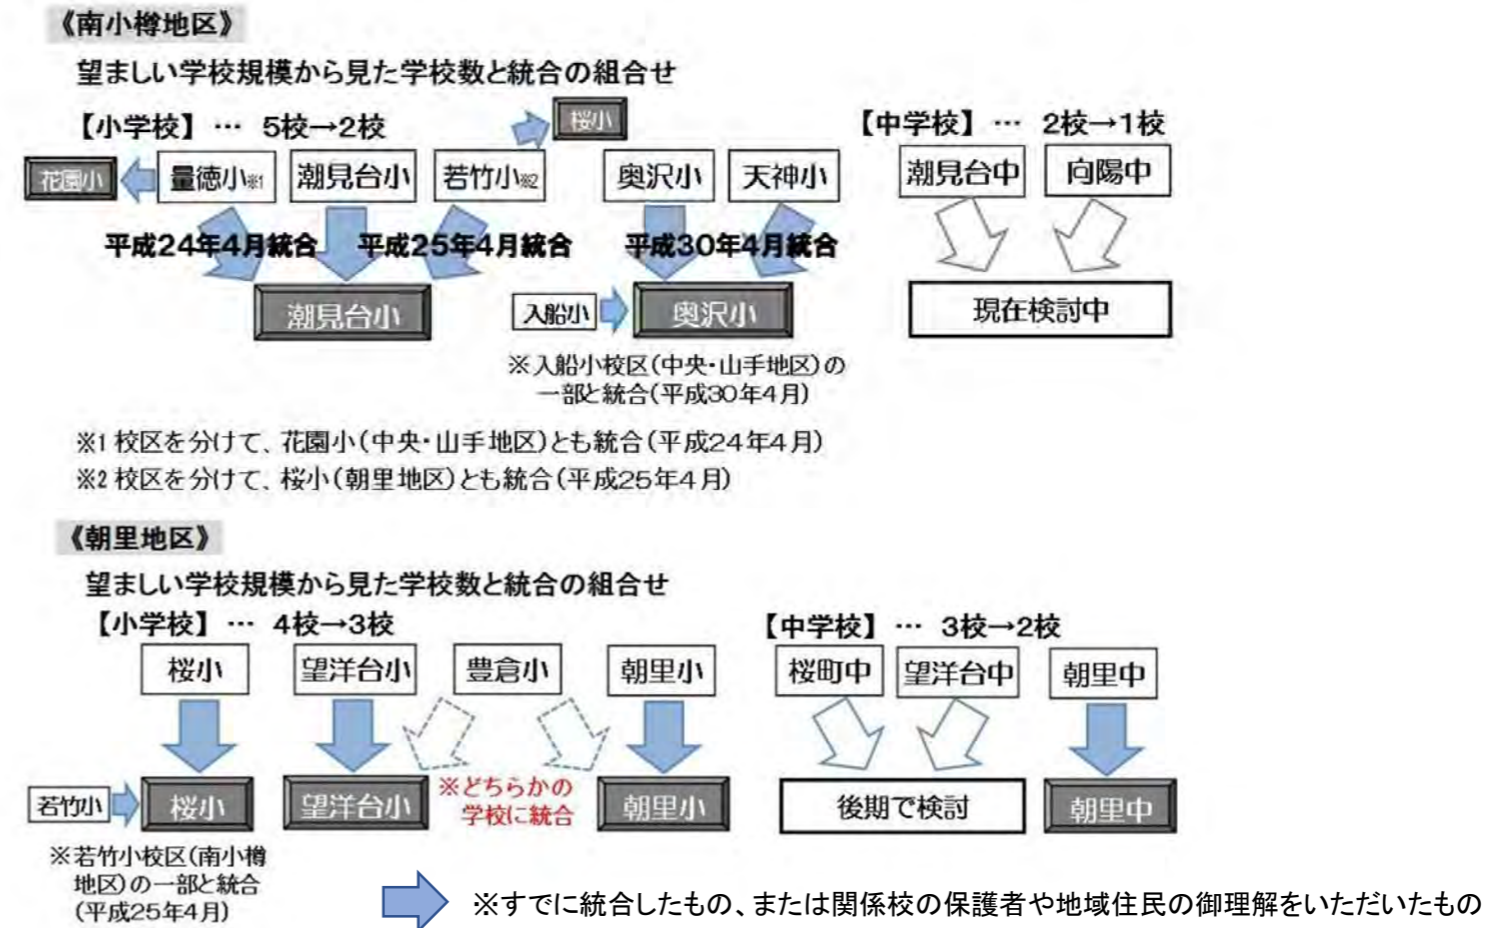 《南小樽地区》
望ましい学校規模から見た学校数と統合の組合せ
【小学校】 … 5校→2校
桜小
【中学校】 … 2校→1校
花園小
量徳小※1
潮見台小
若竹小※2
奥沢小
天神小
潮見台中
向陽中
平成24年4月統合
平成25年4月統合
平成30年4月統合
潮見台小
入船小
奥沢小
現在検討中
※入船小校区(中央・山手地区)の
一部と統合(平成30年4月)
※1 校区を分けて、花園小(中央・山手地区)とも統合(平成24年4月)
※2 校区を分けて、桜小(朝里地区)とも統合(平成25年4月)
《朝里地区》
望ましい学校規模から見た学校数と統合の組合せ
【小学校】 … 4校→3校
【中学校】 … 3校→2校
桜小
望洋台小
豊倉小
朝里小
桜町中
望洋台中
朝里中
若竹小
桜小
望洋台小
※どちらかの
学校に統合
朝里小
後期で検討
朝里中
※若竹小校区(南小樽
地区)の一部と統合
(平成25年4月)
※すでに統合したもの、または関係校の保護者や地域住民の御理解をいただいたもの